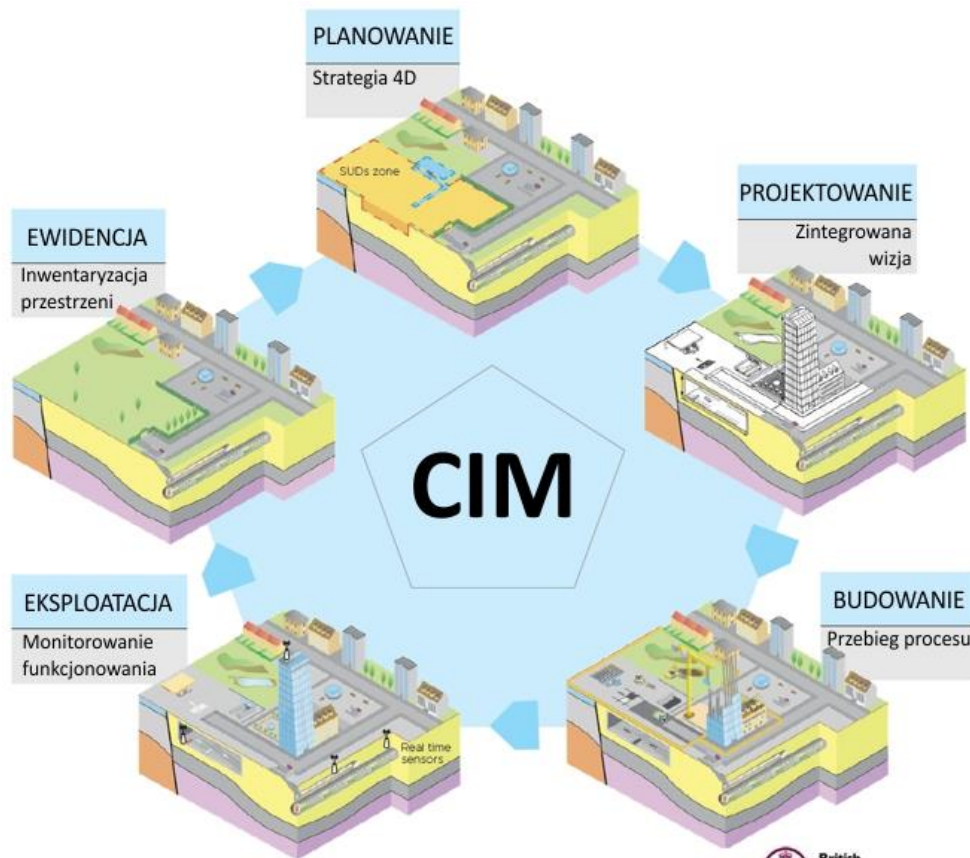 PLANOWANIE
Strategia 4D
SUDs zone
PROJEKTOWANIE
Zintegrowana
wizja
EWIDENCJA
Inwentaryzacja
przestrzeni
CIM
EKSPLOATACJA
Monitorowanie
funkcjonowania
Real time
sensors
BUDOWANIE
Przebieg procesu
British